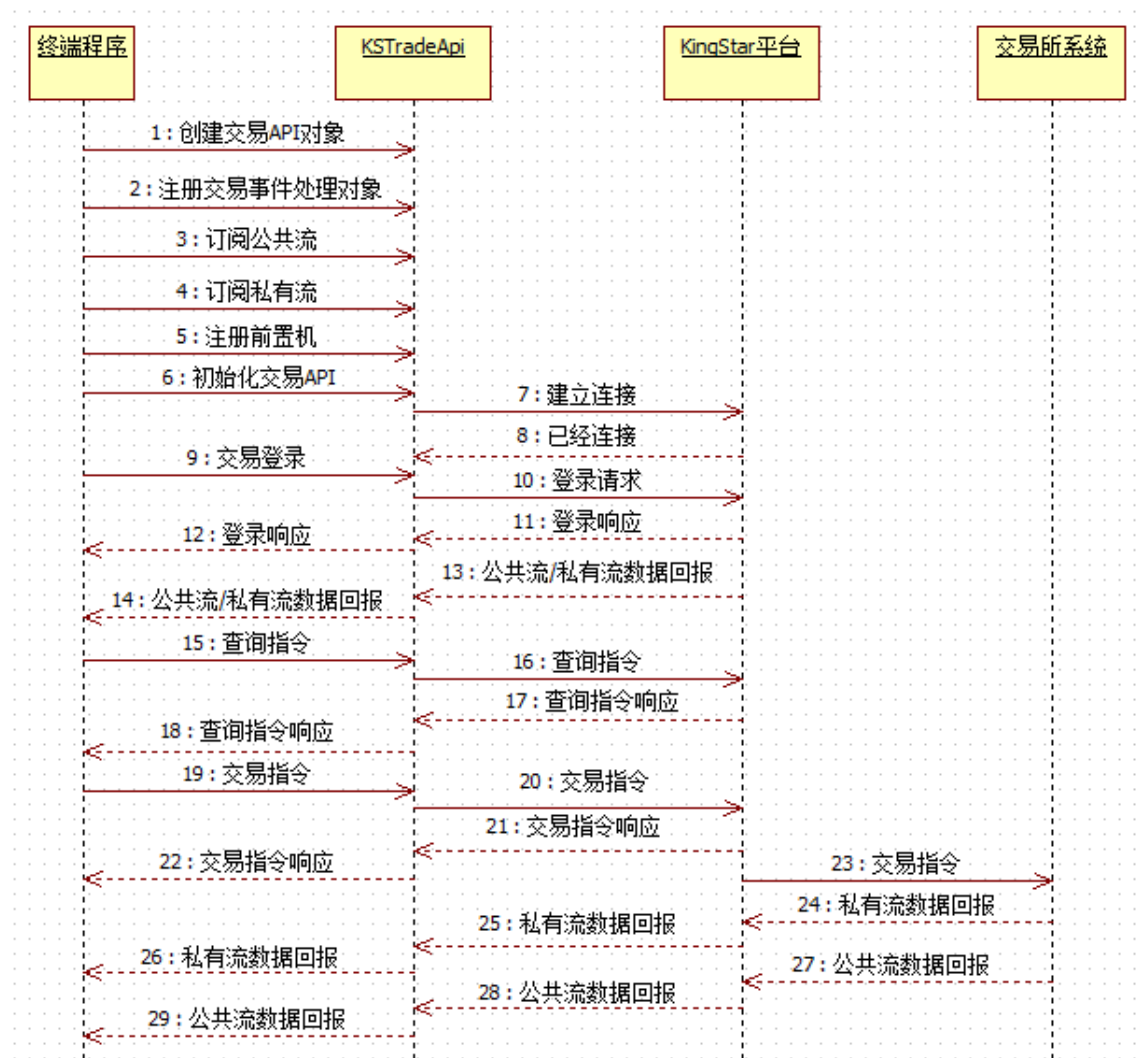 终端程序
KSTradeApi
KingStar平台
交易所系统
1 : 创建交易API对象
2 : 注册交易事件处理对象
3 : 订阅公共流
4 : 订阅私有流
5 : 注册前置机
6 : 初始化交易API
7 : 建立连接
8 : 已经连接
9 : 交易登录
10 : 登录请求
11 : 登录响应
12 : 登录响应
13 : 公共流/私有流数据回报
14 : 公共流/私有流数据回报
15 : 查询指令
16 : 查询指令
17 : 查询指令响应
18 : 查询指令响应
19 : 交易指令
20 : 交易指令
21 : 交易指令响应
22 : 交易指令响应
23 : 交易指令
24 : 私有流数据回报
25 : 私有流数据回报
26 : 私有流数据回报
27 : 公共流数据回报
28 : 公共流数据回报
29 : 公共流数据回报